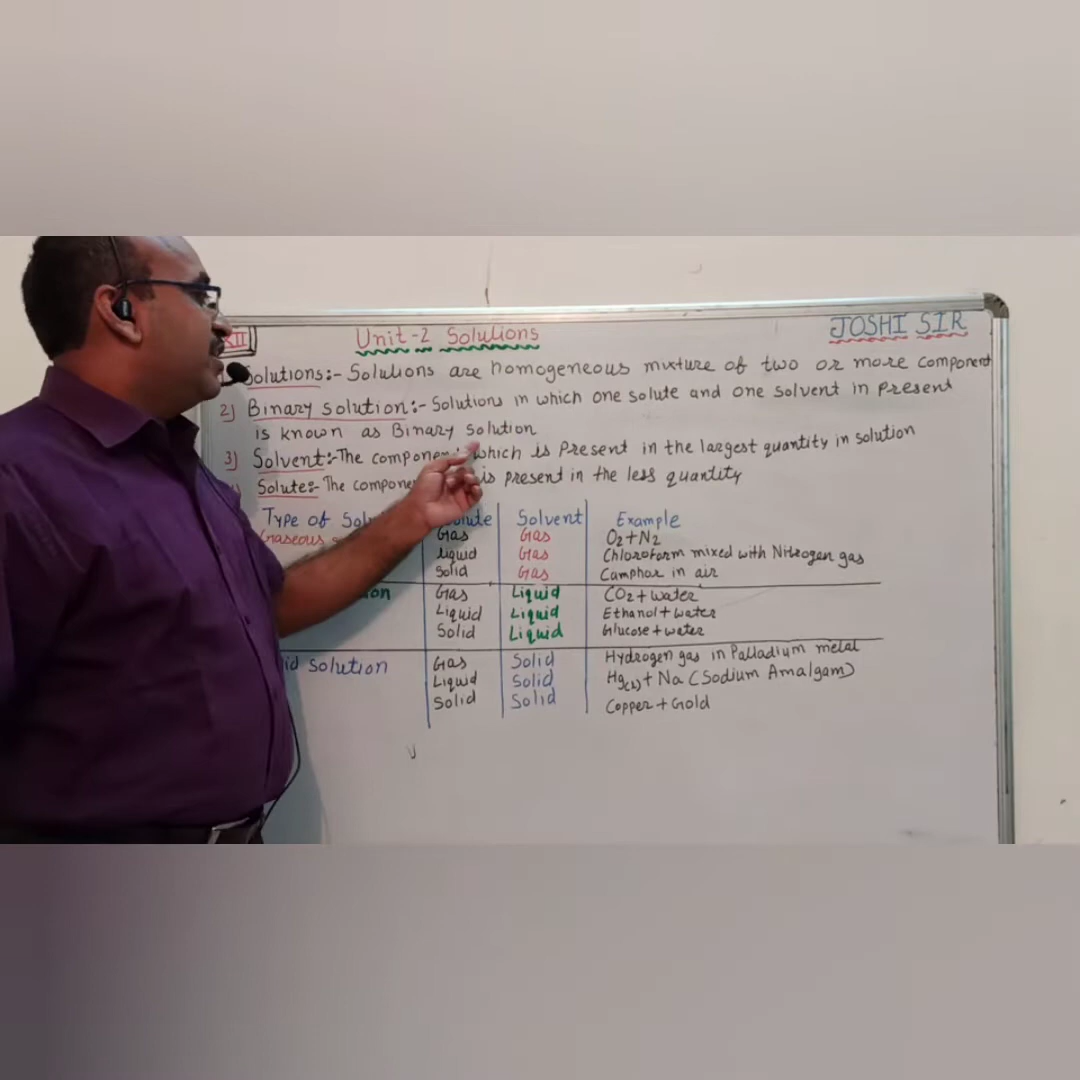 XII Unit-2 Solutions JOSHI SIR
Solutions:- Solutions are homogeneous mixture of two or more component
2) Binary solution:- Solutions in which one solute and one solvent in present
is known as Binary solution
3) Solvent:- The component which is present in the largest quantity in solution
Solute:- The compone is present in the less quantity
Type of Sol Solute Solvent Example
Gaseous Gas Gas O2+N2
Liquid Gas Chloroform mixed with Nitrogen gas
Solid Gas Camphor in air
Gas Liquid CO2+water
Liquid Liquid Ethanol+water
Solid Liquid Glucose+water
id Solution Gas Solid Hydrogen gas in Palladium metal
Liquid Solid Hg + Na (Sodium Amalgam)
Solid Solid Copper+Gold